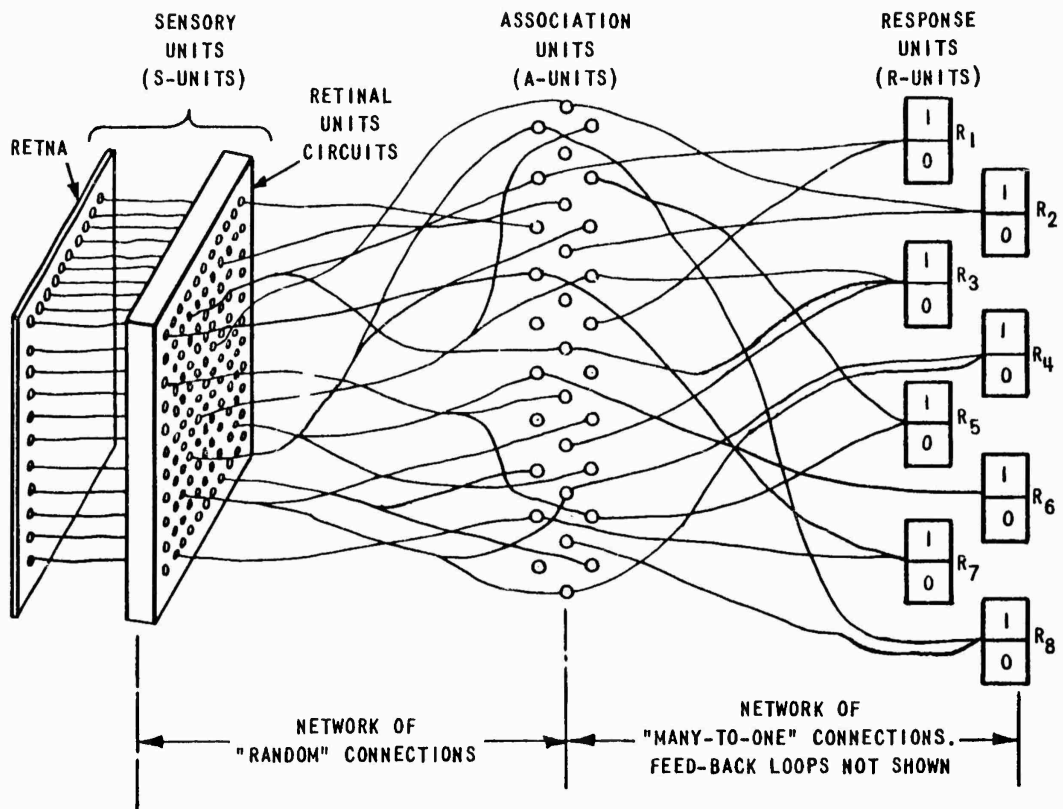 SENSORY
UNITS
(S-UNITS)
RETINAL
UNITS
CIRCUITS
RETNA
ASSOCIATION
UNITS
(A-UNITS)
RESPONSE
UNITS
(R-UNITS)
1
0
R1
1
0
R2
1
0
R3
1
0
R4
1
0
R5
1
0
R6
1
0
R7
1
0
R8
NETWORK OF
"RANDOM" CONNECTIONS
NETWORK OF
"MANY-TO-ONE" CONNECTIONS.
FEED-BACK LOOPS NOT SHOWN